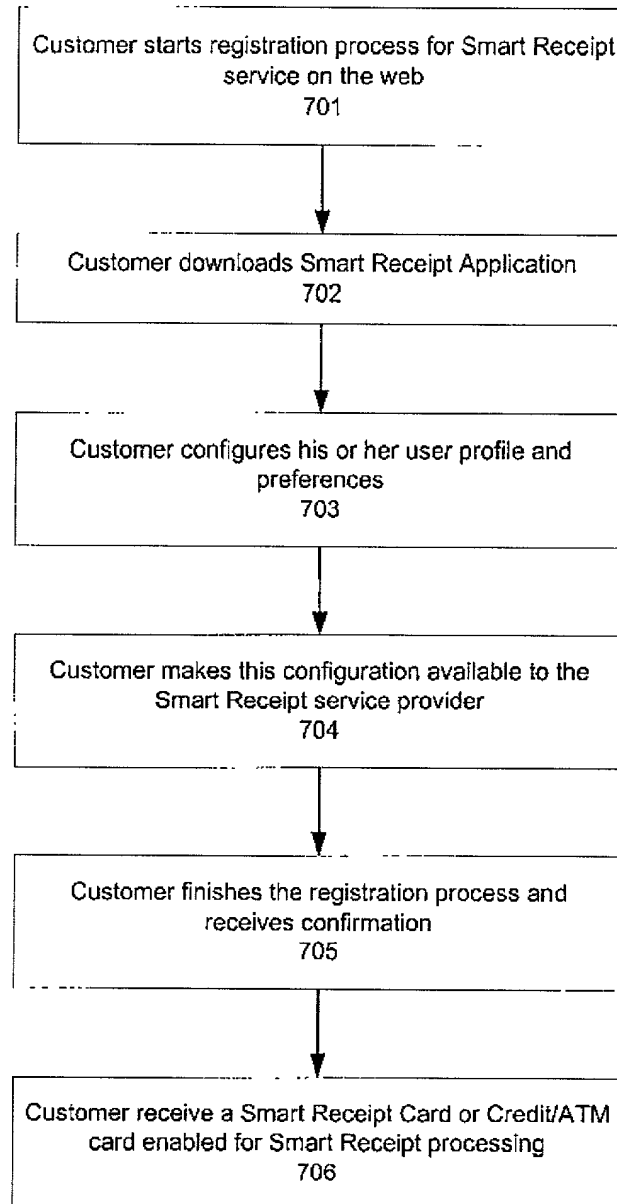 Customer starts registration process for Smart Receipt
service on the web
701
Customer downloads Smart Receipt Application
702
Customer configures his or her user profile and
preferences
703
Customer makes this configuration available to the
Smart Receipt service provider
704
Customer finishes the registration process and
receives confirmation
705
Customer receive a Smart Receipt Card or Credit/ATM
card enabled for Smart Receipt processing
706